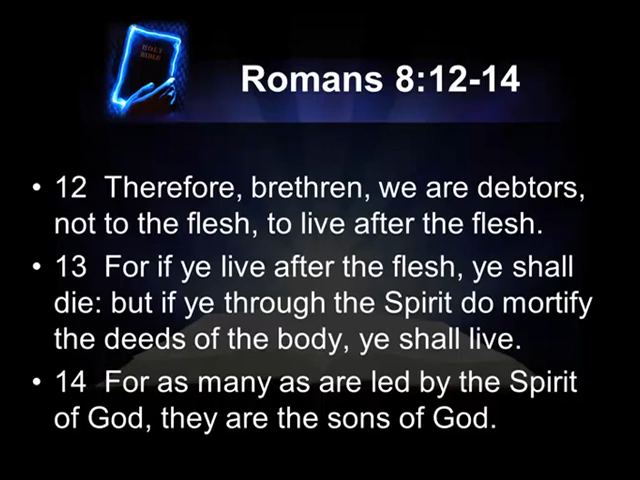 HOLY
BIBLE
Romans 8:12-14
• 12 Therefore, brethren, we are debtors,
not to the flesh, to live after the flesh.
• 13 For if ye live after the flesh, ye shall
die: but if ye through the Spirit do mortify
the deeds of the body, ye shall live.
• 14 For as many as are led by the Spirit
of God, they are the sons of God.